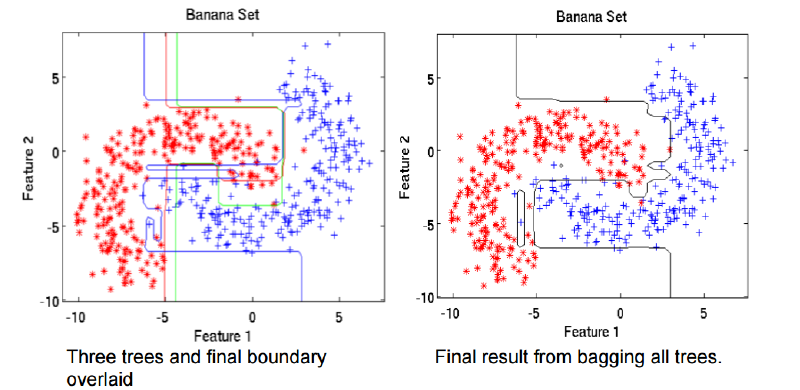 Banana Set
5
0
-5
-10
Feature 2
-10
-5
0
5
Feature 1
Three trees and final boundary
overlaid
Banana Set
5
0
-5
-10
Feature 2
-10
-5
0
5
Feature 1
Final result from bagging all trees.